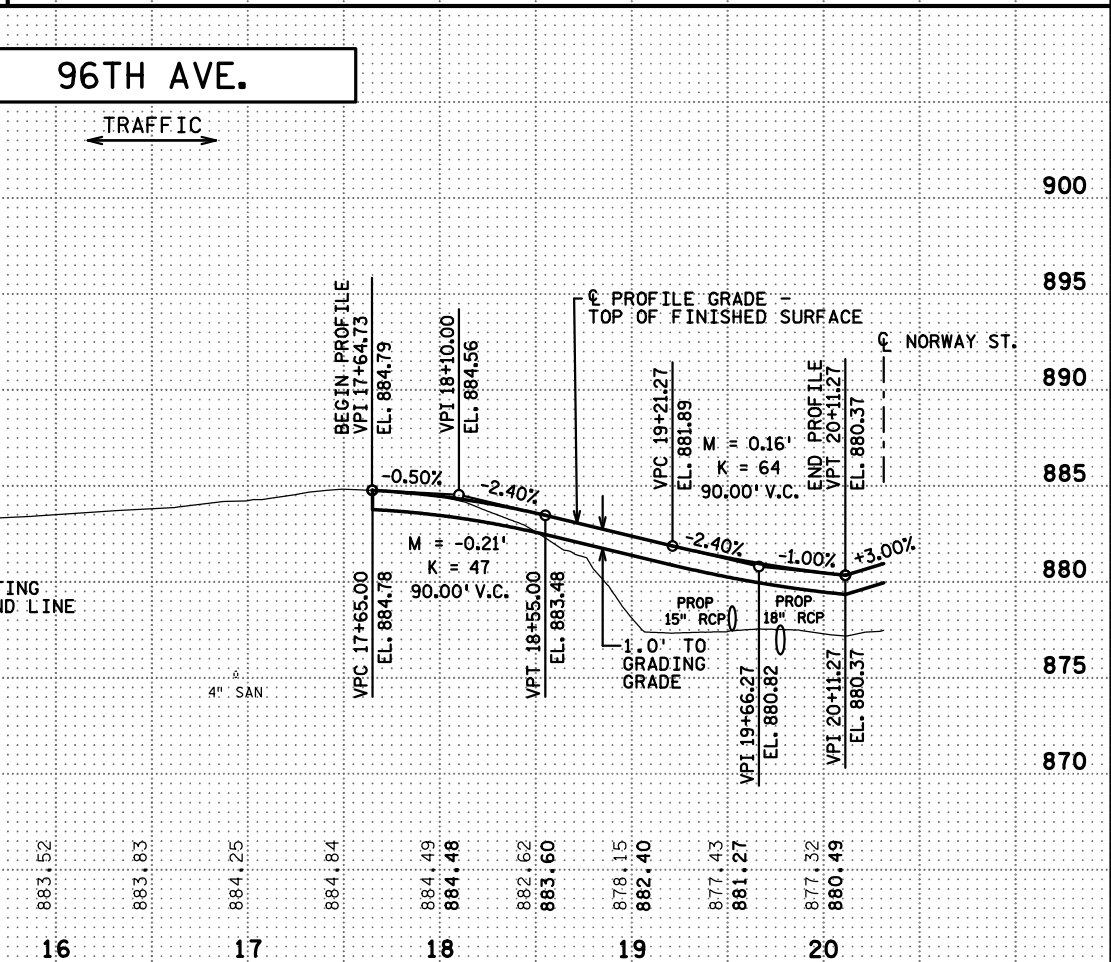 96TH AVE.
TRAFFIC
900
895
890
885
880
875
870
BEGIN PROFILE
VPI 17+64.73
EL. 884.79
VPI 18+10.00
EL. 884.56
℄ PROFILE GRADE -
TOP OF FINISHED SURFACE
℄ NORWAY ST.
VPC 19+21.27
EL. 881.89
M = 0.16'
K = 64
90.00' V.C.
END PROFILE
VPT 20+11.27
EL. 880.37
-0.50%
-2.40%
-2.40%
-1.00%
+3.00%
M = -0.21'
K = 47
90.00' V.C.
VPC 17+65.00
EL. 884.78
VPT 18+55.00
EL. 883.48
PROP
15" RCP
PROP
18" RCP
1.0' TO
GRADING
GRADE
VPI 19+66.27
EL. 880.82
VPI 20+11.27
EL. 880.37
TING
ND LINE
4" SAN
883.52
883.83
884.25
884.84
884.49
884.48
882.62
883.60
878.15
882.40
877.43
881.27
877.32
880.49
16
17
18
19
20